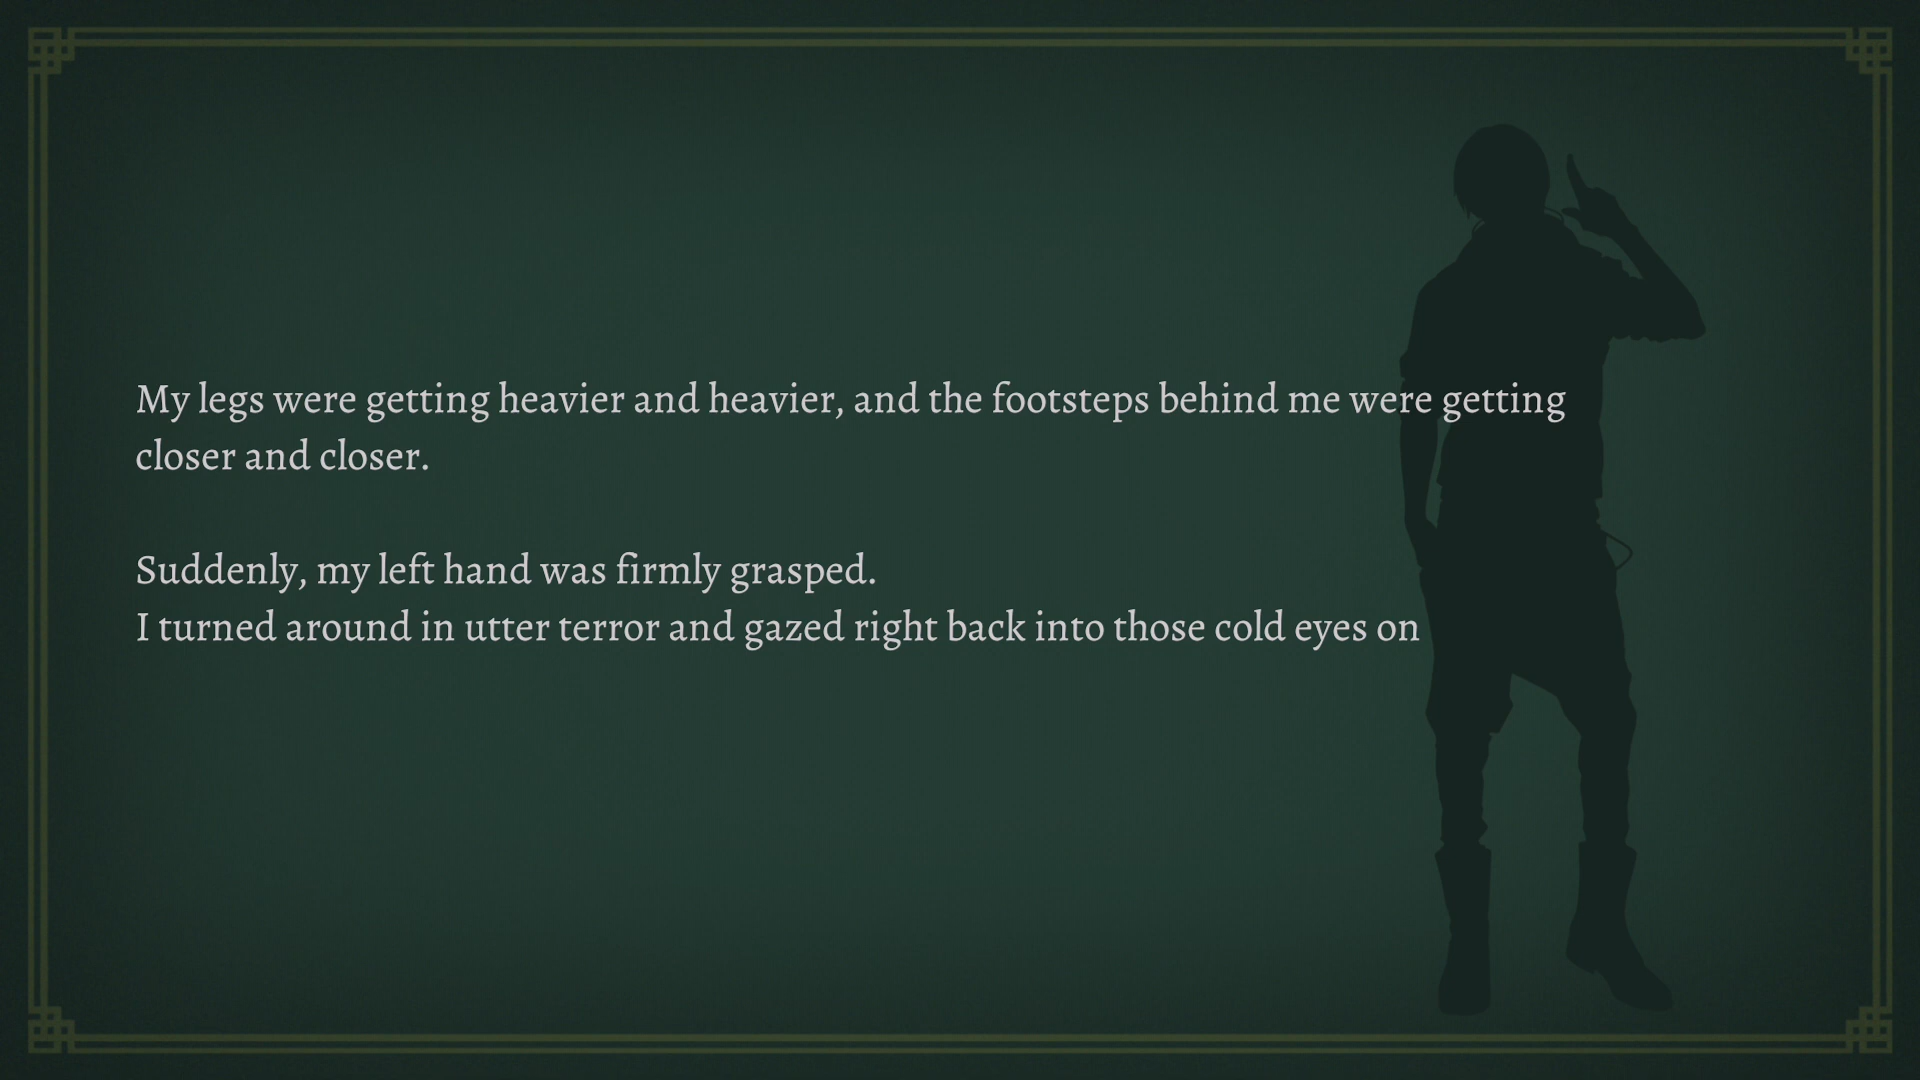 My legs were getting heavier and heavier, and the footsteps behind me were getting
closer and closer.
Suddenly, my left hand was firmly grasped.
I turned around in utter terror and gazed right back into those cold eyes on